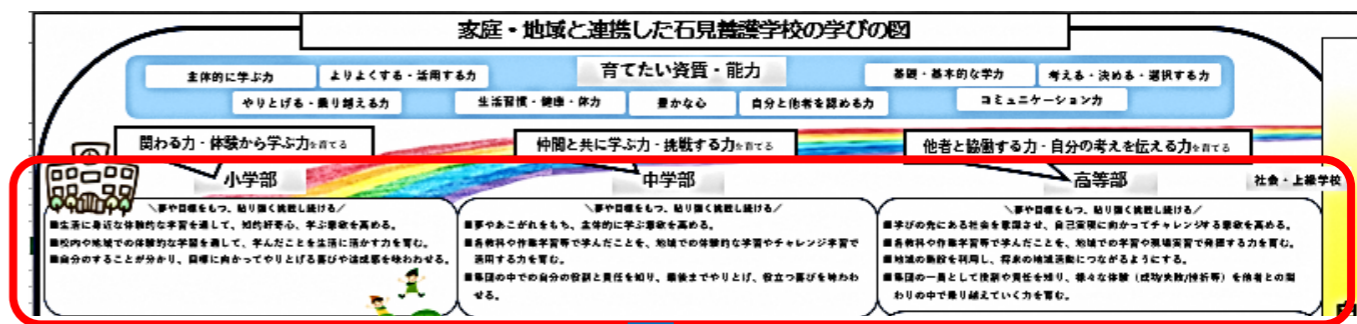 家庭・地域と連携した石見養護学校の学びの図
育てたい資質・能力
主体的に学ぶ力
よりよくする・活用する力
基礎・基本的な学力
考える・決める・選択する力
やりとげる・乗り越える力
生活習慣・健康・体力
豊かな心
自分と他者を認める力
コミュニケーション力
関わる力・体験から学ぶ力を育てる
仲間と共に学ぶ力・挑戦する力を育てる
他者と協働する力・自分の考えを伝える力を育てる
小学部
中学部
高等部
社会・上級学校
＼夢や目標をもつ、粘り強く挑戦し続ける／
■生活に身近な体験的な学習を通して、知的好奇心、学ぶ意欲を高める。
■校内や地域での体験的な学習を通して、学んだことを生活に活かす力を育む。
■自分のすることが分かり、目標に向かってやりとげる喜びや達成感を味わわせる。
＼夢や目標をもつ、粘り強く挑戦し続ける／
■夢やあこがれをもち、主体的に学ぶ意欲を高める。
■各教科や作業学習等で学んだことを、地域での体験的な学習やチャレンジ学習で
活用する力を育む。
■集団の中での自分の役割と責任を知り、最後までやりとげ、役立つ喜びを味わわ
せる。
＼夢や目標をもつ、粘り強く挑戦し続ける／
■学びの先にある社会を意識させ、自己実現に向かってチャレンジする意欲を高める。
■各教科や作業学習等で学んだことを、地域での学習や現場実習で発揮する力を育む。
■地域の施設を利用し、将来の地域活動につながるようにする。
■集団の一員として役割や責任を知り、様々な体験（成功/失敗/挫折等）を他者との関
わりの中で乗り越えていく力を育む。